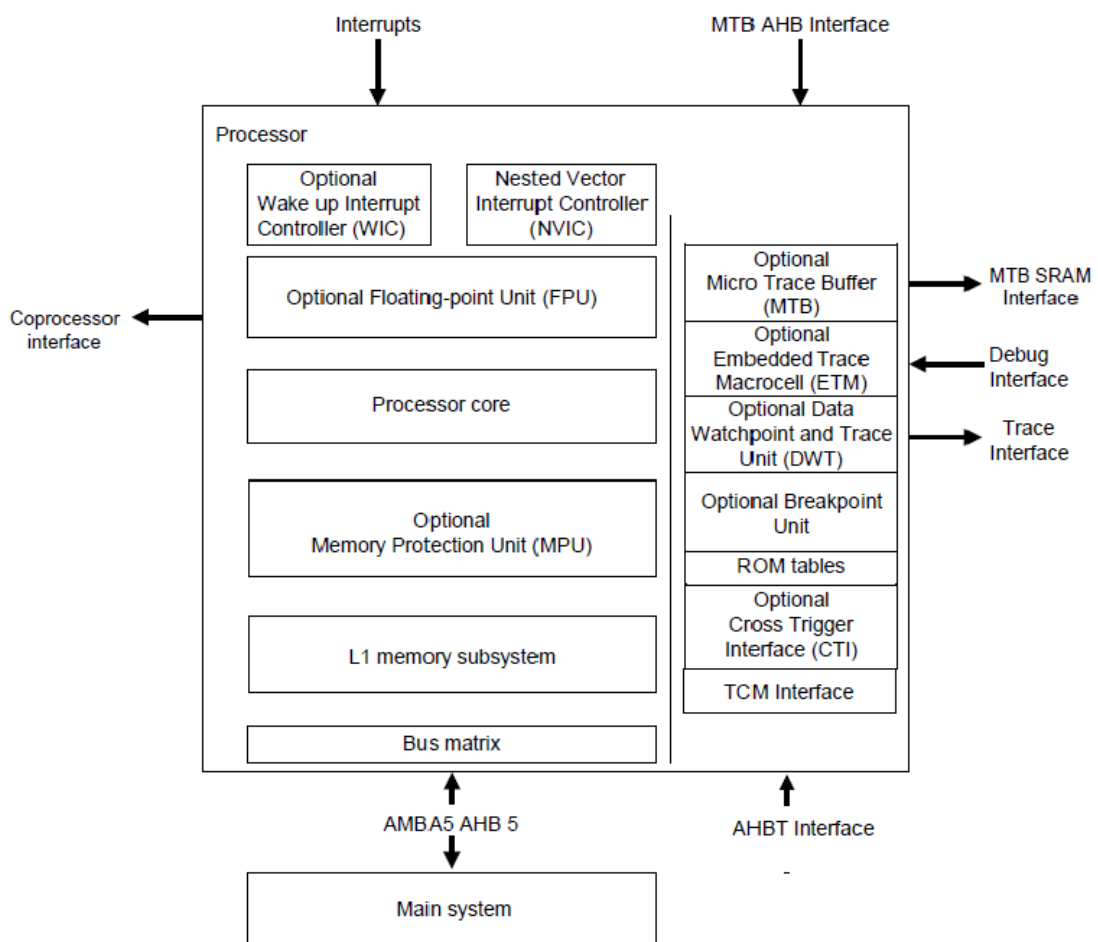 Interrupts
MTB AHB Interface
Processor
Optional
Wake up Interrupt
Controller (WIC)
Nested Vector
Interrupt Controller
(NVIC)
Optional Floating-point Unit (FPU)
Processor core
Optional
Memory Protection Unit (MPU)
L1 memory subsystem
Bus matrix
Optional
Micro Trace Buffer
(MTB)
Optional
Embedded Trace
Macrocell (ETM)
Optional Data
Watchpoint and Trace
Unit (DWT)
Optional Breakpoint
Unit
ROM tables
Optional
Cross Trigger
Interface (CTI)
TCM Interface
Coprocessor
interface
MTB SRAM
Interface
Debug
Interface
Trace
Interface
AMBA5 AHB 5
AHBT Interface
Main system